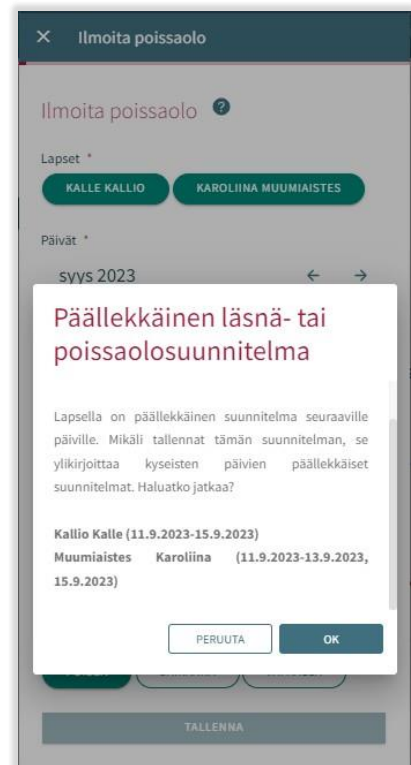 Ilmoita poissaolo
Ilmoita poissaolo
Lapset *
KALLE KALLIO KAROLIINA MUUMIAISTES
Päivät *
syys 2023
Päällekkäinen läsnä- tai
poissaolosuunnitelma
Lapsella on päällekkäinen suunnitelma seuraaville
päiville. Mikäli tallennat tämän suunnitelman, se
ylikirjoittaa kyseisten päivien päällekkäiset
suunnitelmat. Haluatko jatkaa?
Kallio Kalle (11.9.2023-15.9.2023)
Muumiaistes Karoliina (11.9.2023-13.9.2023,
15.9.2023)
PERUUTA OK
TALLENNA